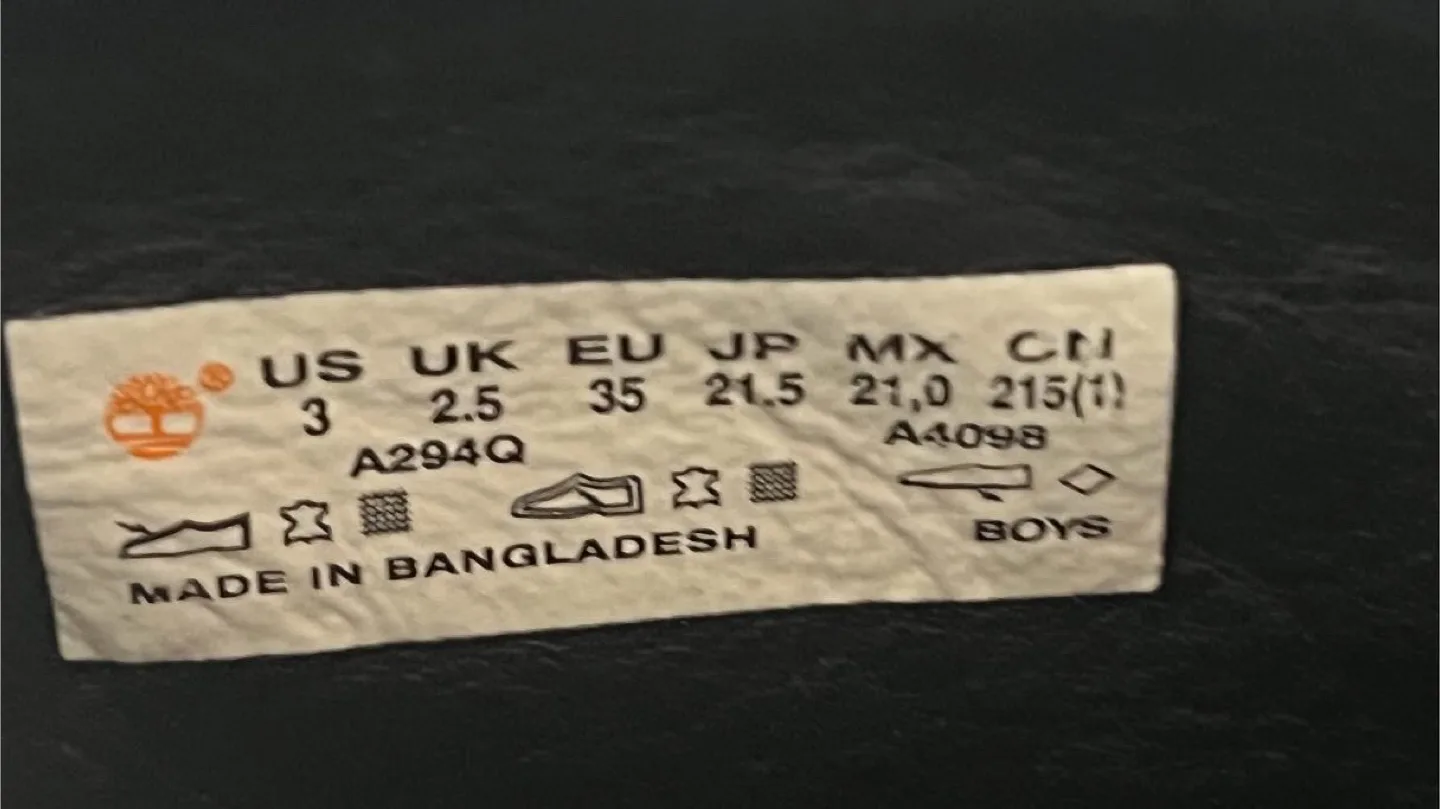 US UK EU JP MX CN
3 2.5 35 21.5 21,0 215(1)
A294Q A4098
MADE IN BANGLADESH BOYS